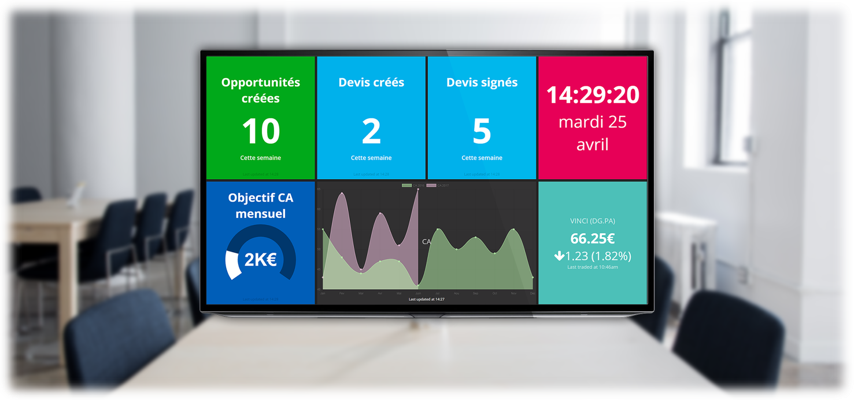 Opportunités
créées
10
Cette semaine
Devis créés
2
Cette semaine
Devis signés
5
Cette semaine
14:29:20
mardi 25
avril
Objectif CA
mensuel
2K€
CA
Last updated at 14:27
VINCI (DG.PA)
66.25€
🡻1.23 (1.82%)
Last traded at 10:46am